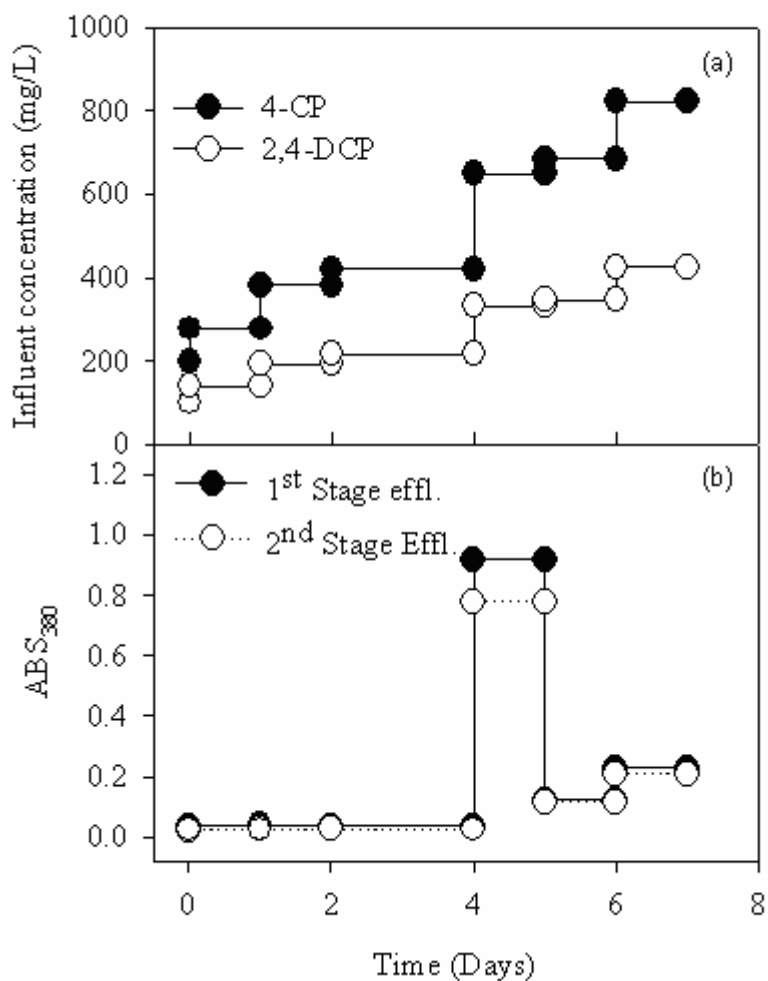 1000
(a)
4-CP
800
2,4-DCP
600
400
200
0
Influent concentration (mg/L)
1.2
(b)
1st Stage effl.
1.0
2nd Stage Effl.
0.8
0.6
0.4
0.2
0.0
ABS380
0 2 4 6 8
Time (Days)